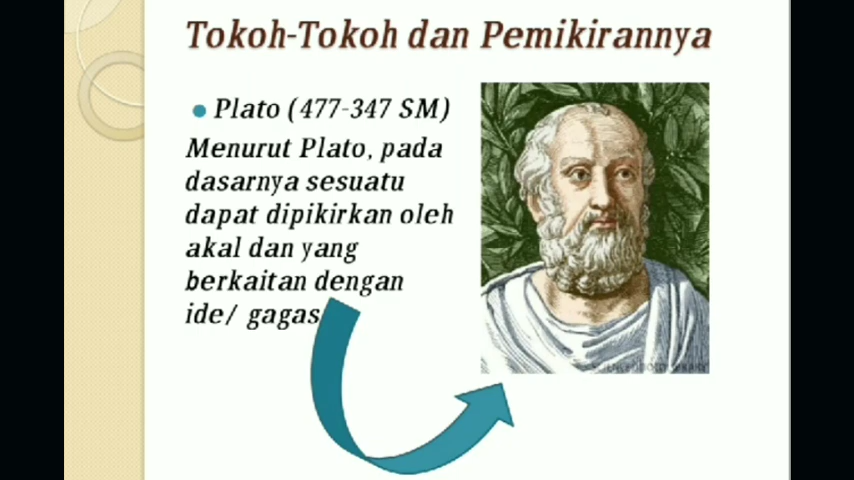 Tokoh-Tokoh dan Pemikirannya
Plato (477-347 SM)
Menurut Plato, pada
dasarnya sesuatu
dapat dipikirkan oleh
akal dan yang
berkaitan dengan
ide/ gagas